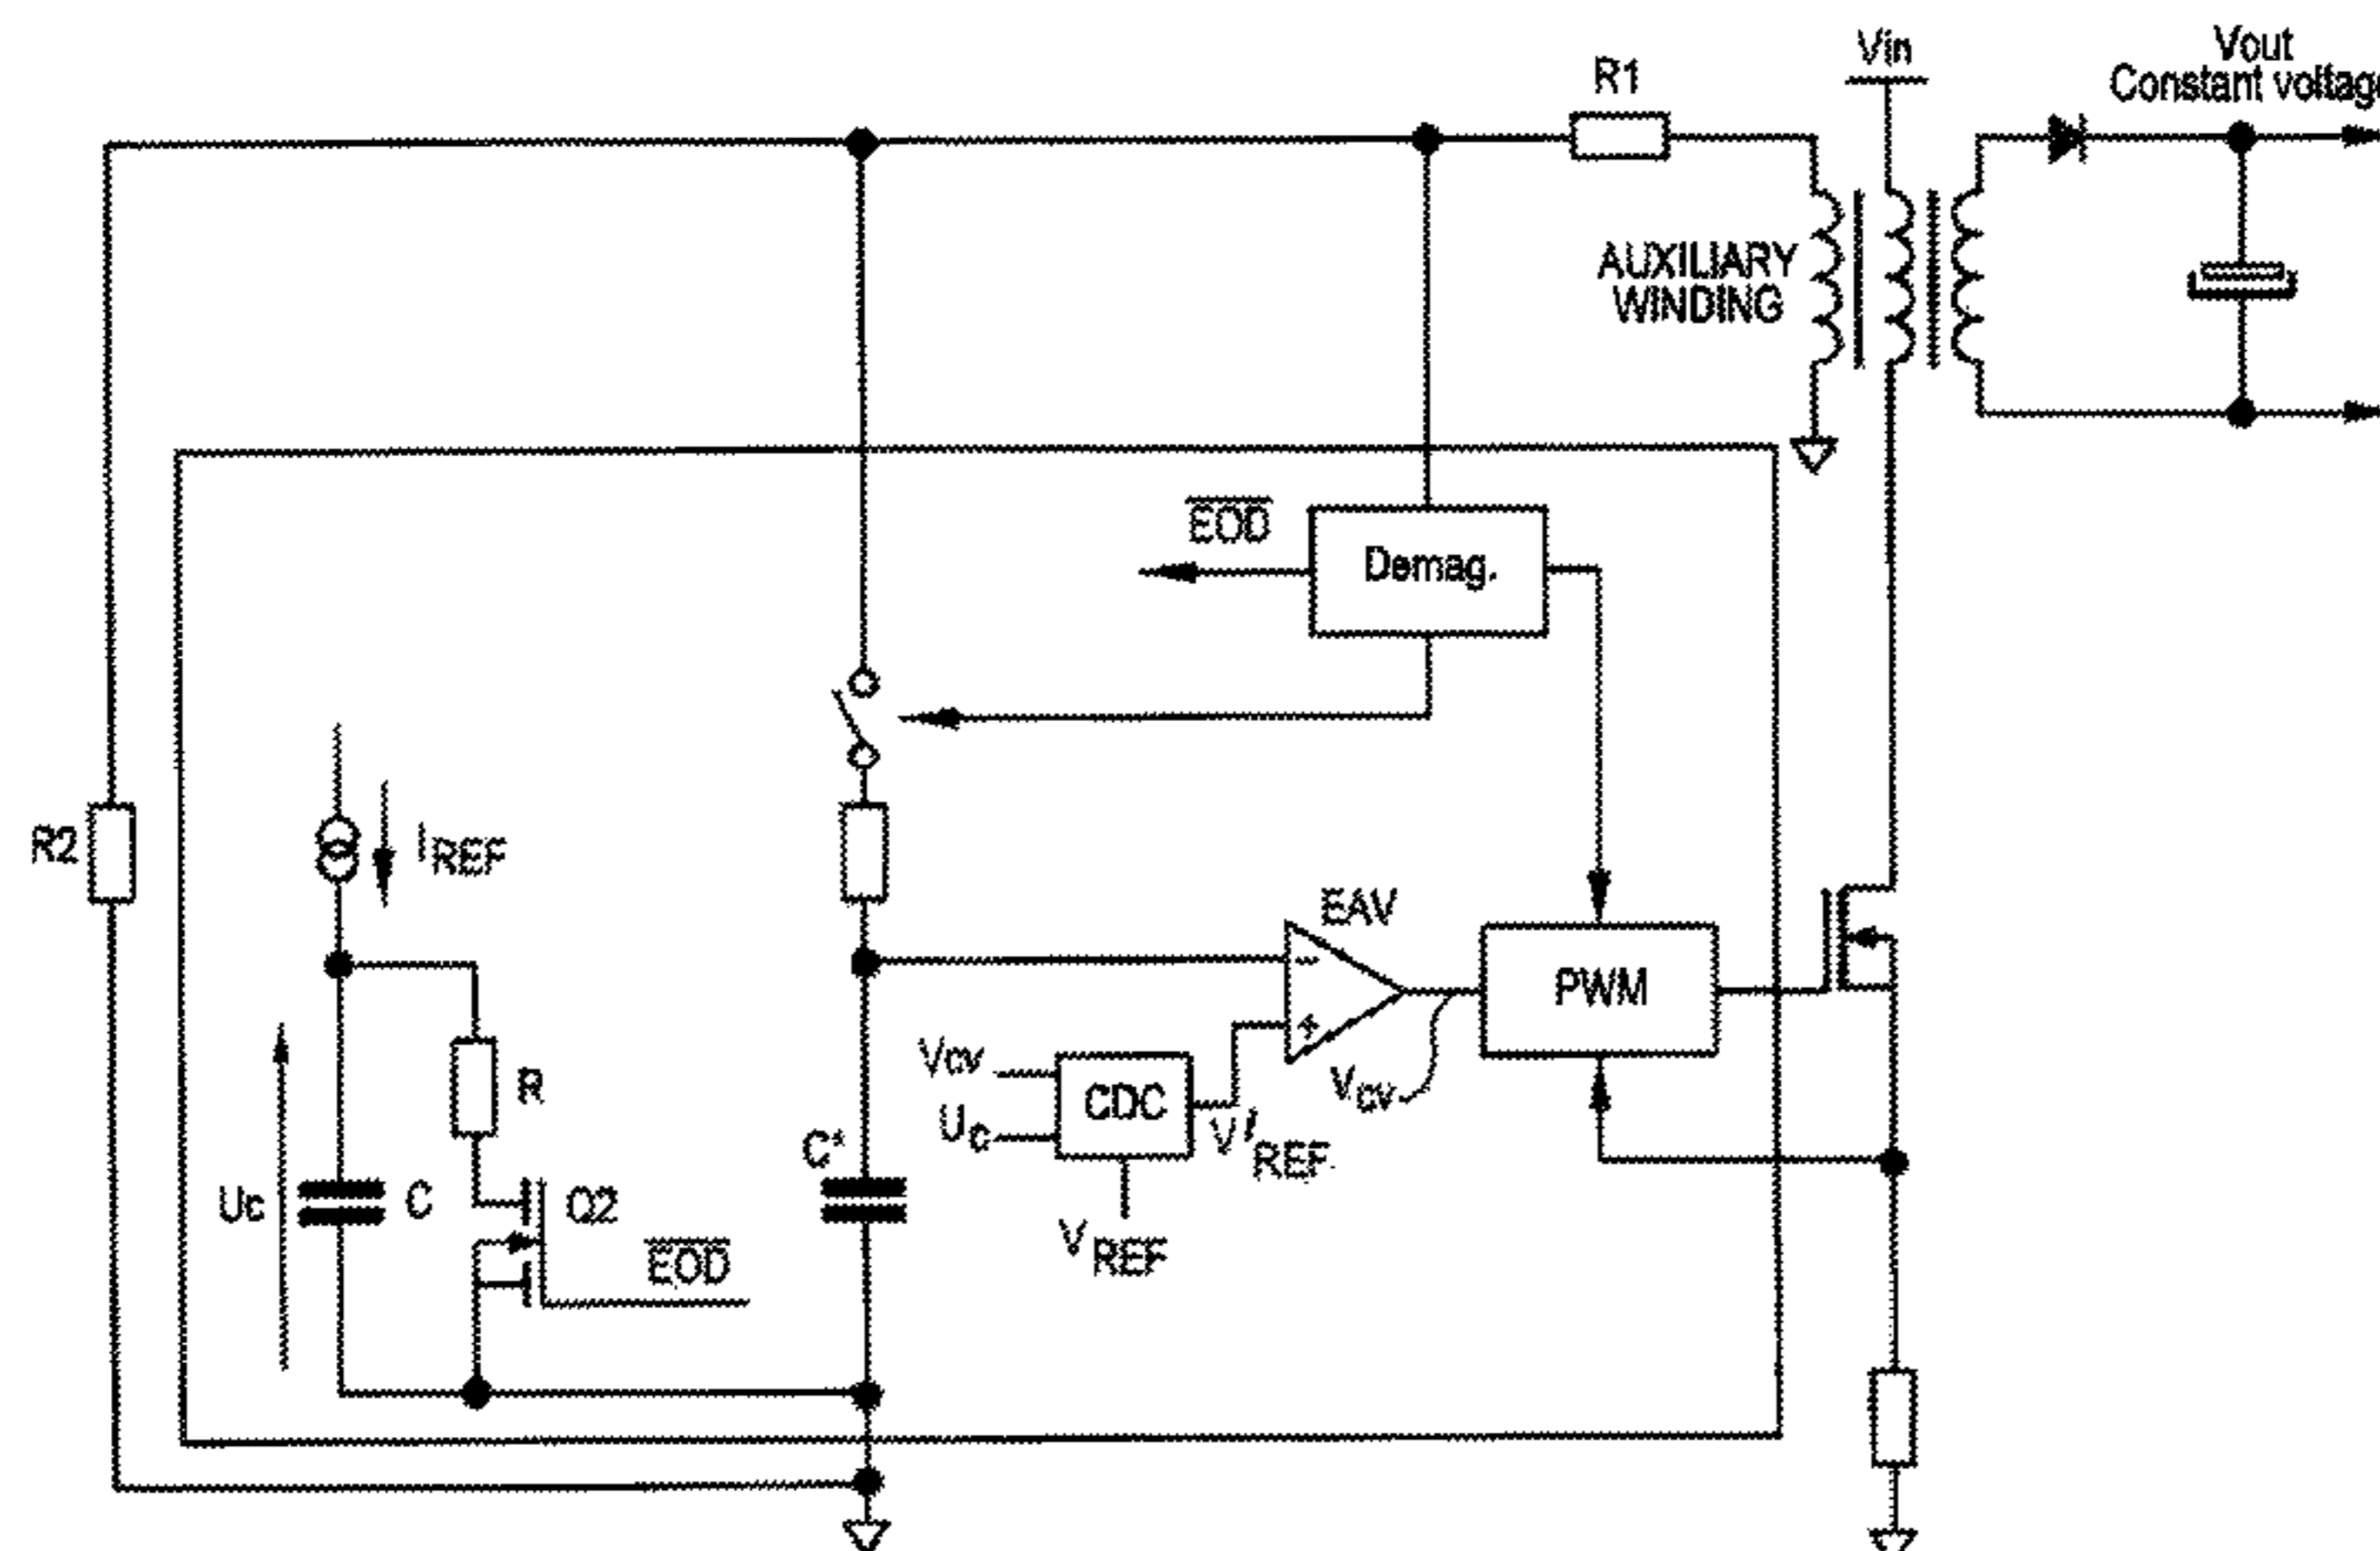 Vin
Vout
Constant voltage
R1
AUXILIARY
WINDING
EOD
Demag.
R2
IREF
EAV
PWM
R
Vcv
CDC
Uc
V'REF
Vcv
C*
Uc
C
Q2
EOD
VREF
-
+